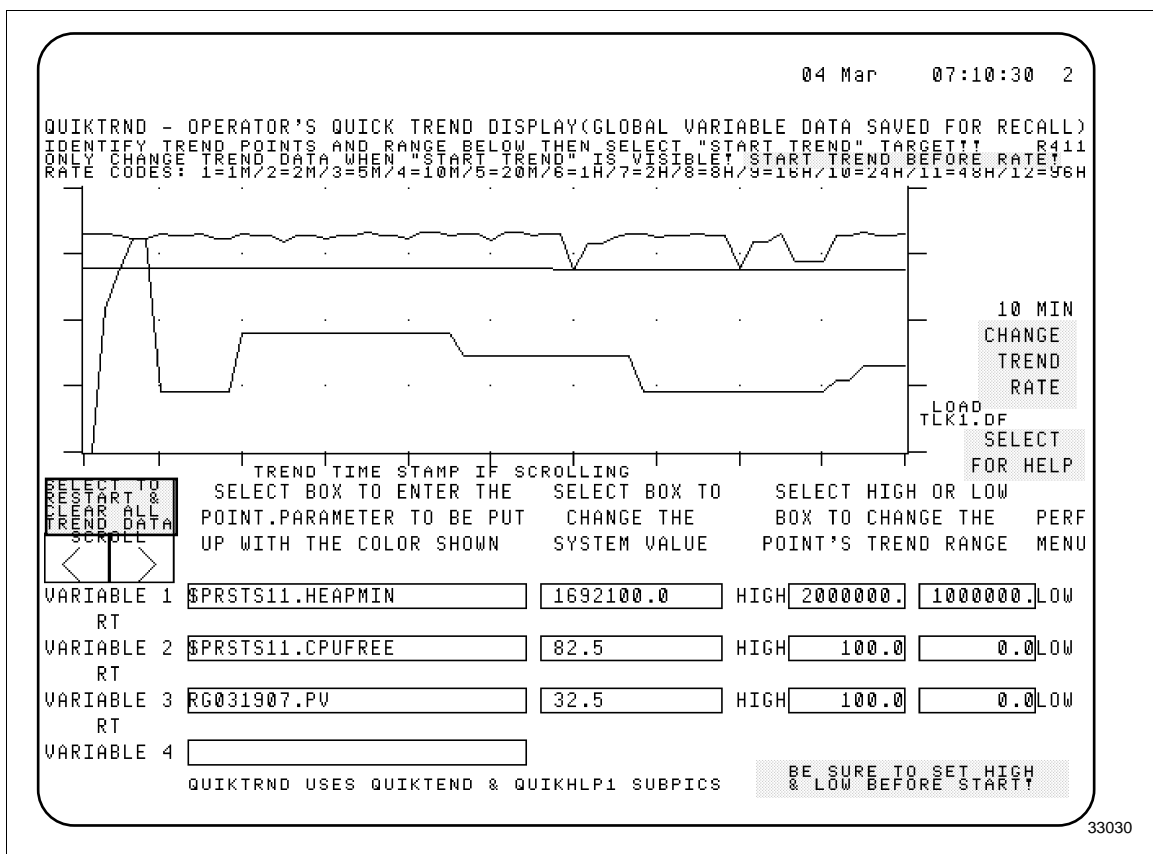 04 Mar 07:10:30 2
QUIKTRND - OPERATOR'S QUICK TREND DISPLAY(GLOBAL VARIABLE DATA SAVED FOR RECALL)
IDENTIFY TREND POINTS AND RANGE BELOW THEN SELECT "START TREND" TARGET!! R411
ONLY CHANGE TREND DATA WHEN "START TREND" IS VISIBLE! START TREND BEFORE RATE!
RATE CODES: 1=1M/2=2M/3=5M/4=10M/5=20M/6=1H/7=2H/8=8H/9=16H/10=24H/11=48H/12=96H
10 MIN
CHANGE
TREND
RATE
LOAD
TLK1.DF
SELECT
FOR HELP
TREND TIME STAMP IF SCROLLING
SELECT TO
RESTART &
CLEAR ALL
TREND DATA
SCROLL
SELECT BOX TO ENTER THE
POINT.PARAMETER TO BE PUT
UP WITH THE COLOR SHOWN
SELECT BOX TO
CHANGE THE
SYSTEM VALUE
SELECT HIGH OR LOW
BOX TO CHANGE THE
POINT'S TREND RANGE
PERF
MENU
VARIABLE 1 $PRSTS11.HEAPMIN 1692100.0 HIGH 2000000. 1000000. LOW
RT
VARIABLE 2 $PRSTS11.CPUFREE 82.5 HIGH 100.0 0.0 LOW
RT
VARIABLE 3 RG031907.PV 32.5 HIGH 100.0 0.0 LOW
RT
VARIABLE 4
QUIKTRND USES QUIKTEND & QUIKHLP1 SUBPICS
BE SURE TO SET HIGH
& LOW BEFORE START!
33030